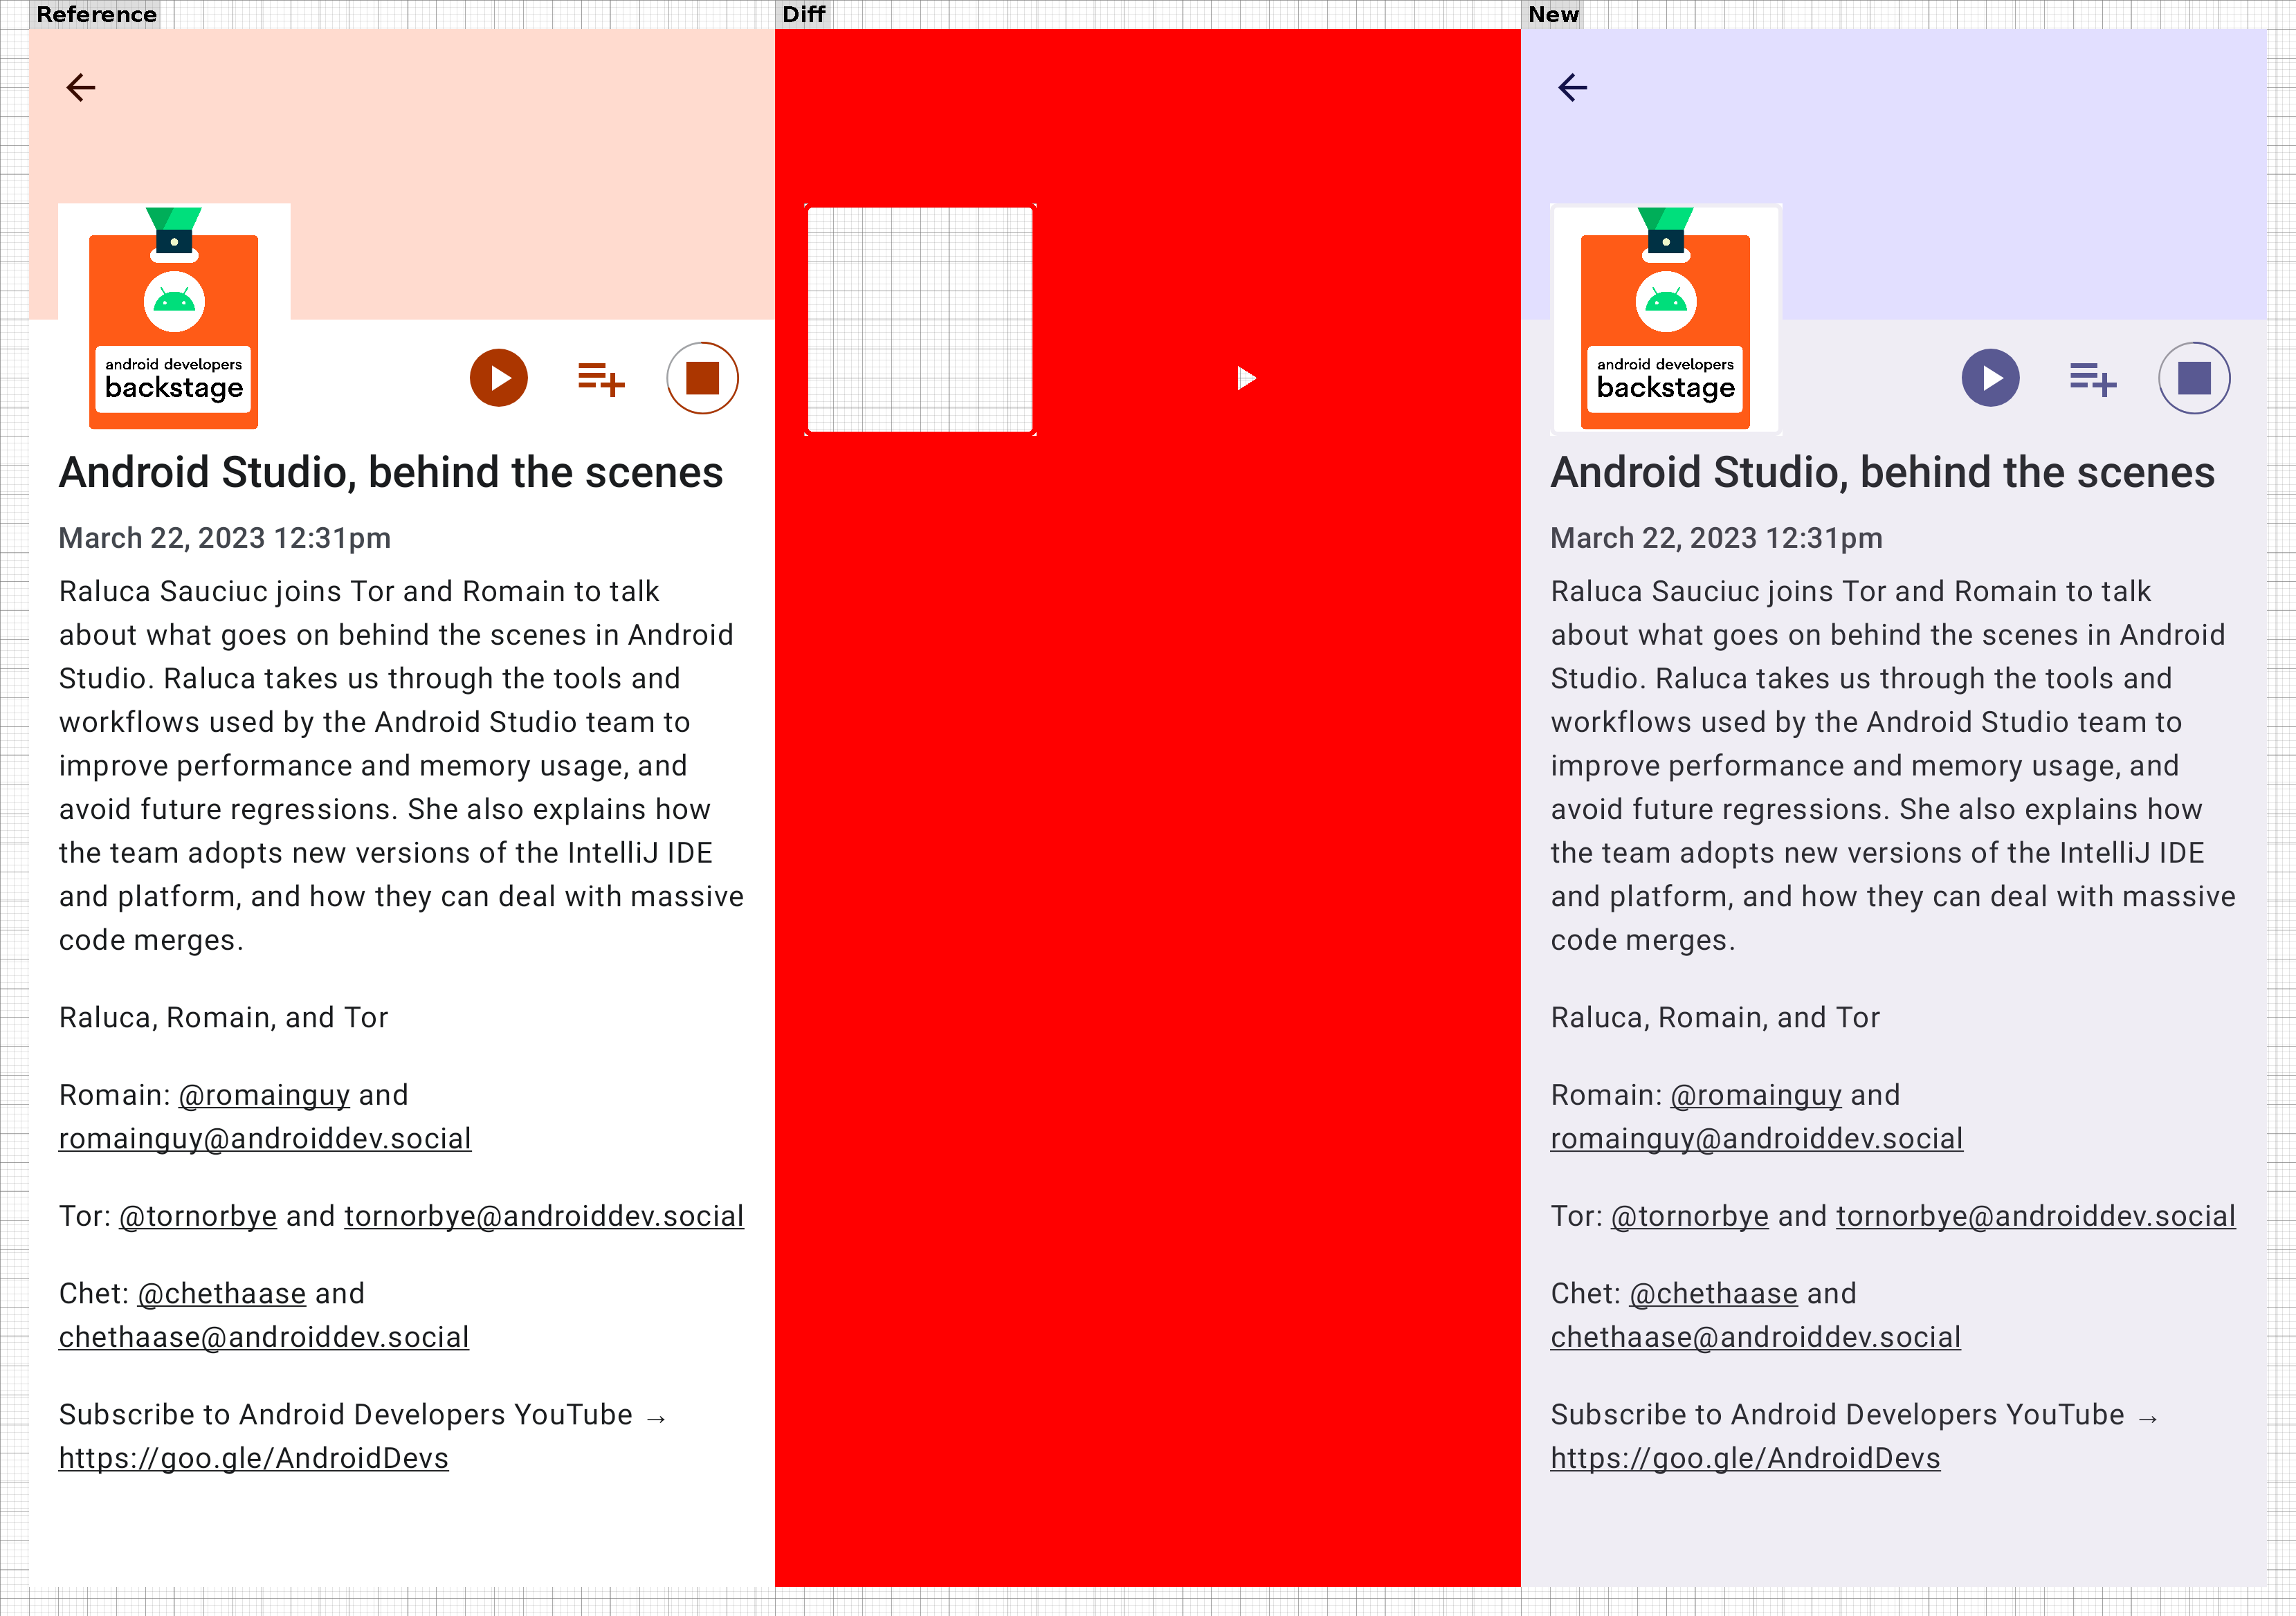 Reference
Diff
New
android developers
backstage
Android Studio, behind the scenes
March 22, 2023 12:31pm
Raluca Sauciuc joins Tor and Romain to talk
about what goes on behind the scenes in Android
Studio. Raluca takes us through the tools and
workflows used by the Android Studio team to
improve performance and memory usage, and
avoid future regressions. She also explains how
the team adopts new versions of the IntelliJ IDE
and platform, and how they can deal with massive
code merges.
Raluca, Romain, and Tor
Romain: @romainguy and
romainguy@androiddev.social
Tor: @tornorbye and tornorbye@androiddev.social
Chet: @chethaase and
chethaase@androiddev.social
Subscribe to Android Developers YouTube →
https://goo.gle/AndroidDevs
android developers
backstage
Android Studio, behind the scenes
March 22, 2023 12:31pm
Raluca Sauciuc joins Tor and Romain to talk
about what goes on behind the scenes in Android
Studio. Raluca takes us through the tools and
workflows used by the Android Studio team to
improve performance and memory usage, and
avoid future regressions. She also explains how
the team adopts new versions of the IntelliJ IDE
and platform, and how they can deal with massive
code merges.
Raluca, Romain, and Tor
Romain: @romainguy and
romainguy@androiddev.social
Tor: @tornorbye and tornorbye@androiddev.social
Chet: @chethaase and
chethaase@androiddev.social
Subscribe to Android Developers YouTube →
https://goo.gle/AndroidDevs